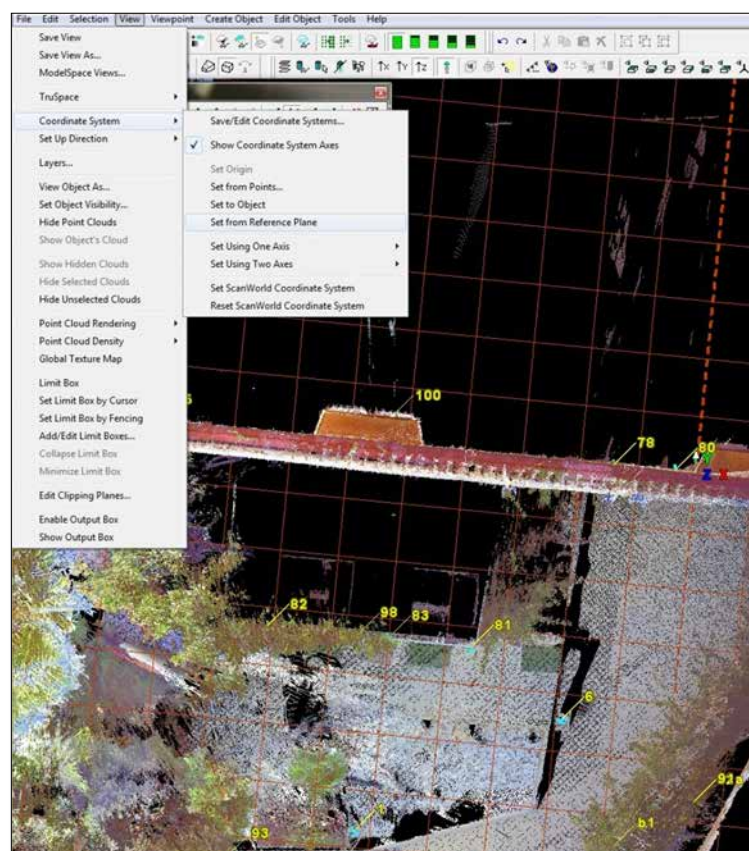 File Edit Selection View Viewpoint Create Object Edit Object Tools Help
Save View
Save View As...
ModelSpace Views...
TruSpace
Coordinate System
Set Up Direction
Layers...
View Object As...
Set Object Visibility...
Hide Point Clouds
Show Object's Cloud
Show Hidden Clouds
Hide Selected Clouds
Hide Unselected Clouds
Point Cloud Rendering
Point Cloud Density
Global Texture Map
Limit Box
Set Limit Box by Cursor
Set Limit Box by Fencing
Add/Edit Limit Boxes...
Collapse Limit Box
Minimize Limit Box
Edit Clipping Planes...
Enable Output Box
Show Output Box
Save/Edit Coordinate Systems...
Show Coordinate System Axes
Set Origin
Set from Points...
Set to Object
Set from Reference Plane
Set Using One Axis
Set Using Two Axes
Set ScanWorld Coordinate System
Reset ScanWorld Coordinate System
100
78
80
Z X
82
98
83
81
6
93
b1